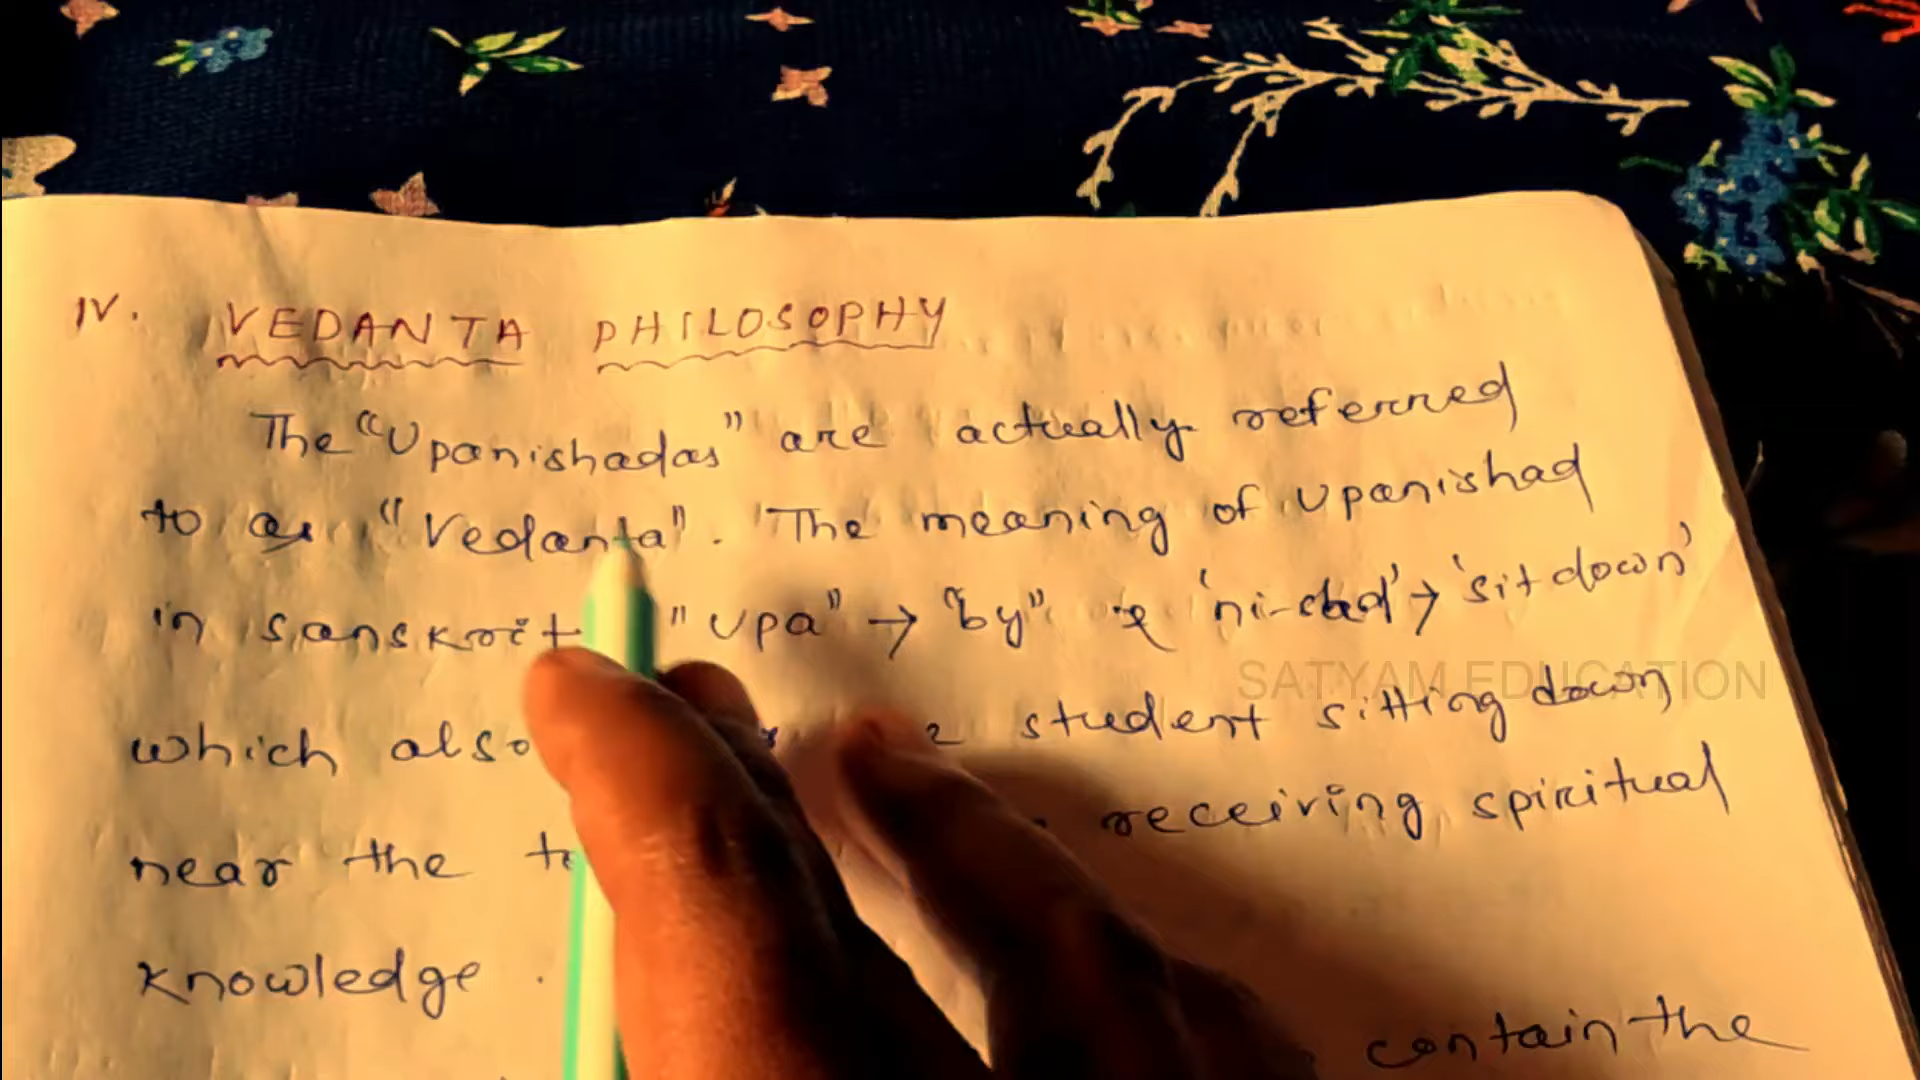 IV. VEDANTA PHILOSOPHY
The "Upanishadas" are actually referred
to as "Vedanta". The meaning of Upanishad
in sanskrit "Upa" → "by" & 'ni-shad' → 'sit down'
which also student sitting down
near the receiving spiritual
knowledge.
contain the
SATYAM EDUCATION